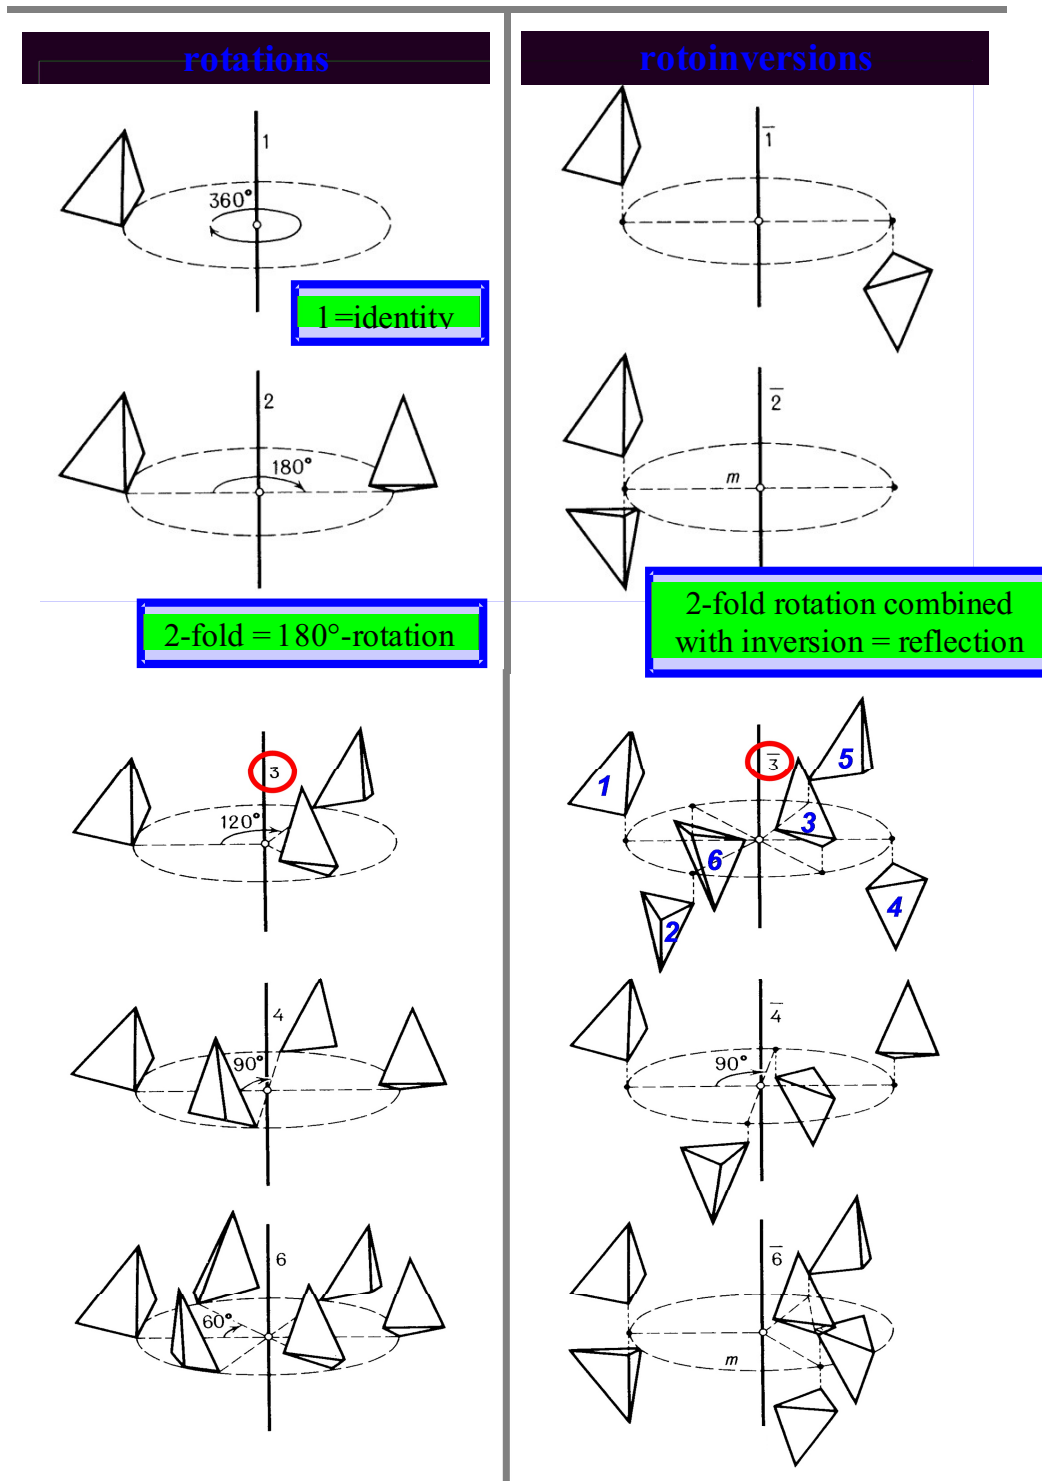 rotations
1
360°
1=identity
2
180°
2-fold = 180°-rotation
3
120°
4
90°
6
60°
rotoinversions
1̅
2̅
m
2-fold rotation combined
with inversion = reflection
3̅
1
5
3
6
4
2
4̅
90°
6̅
m